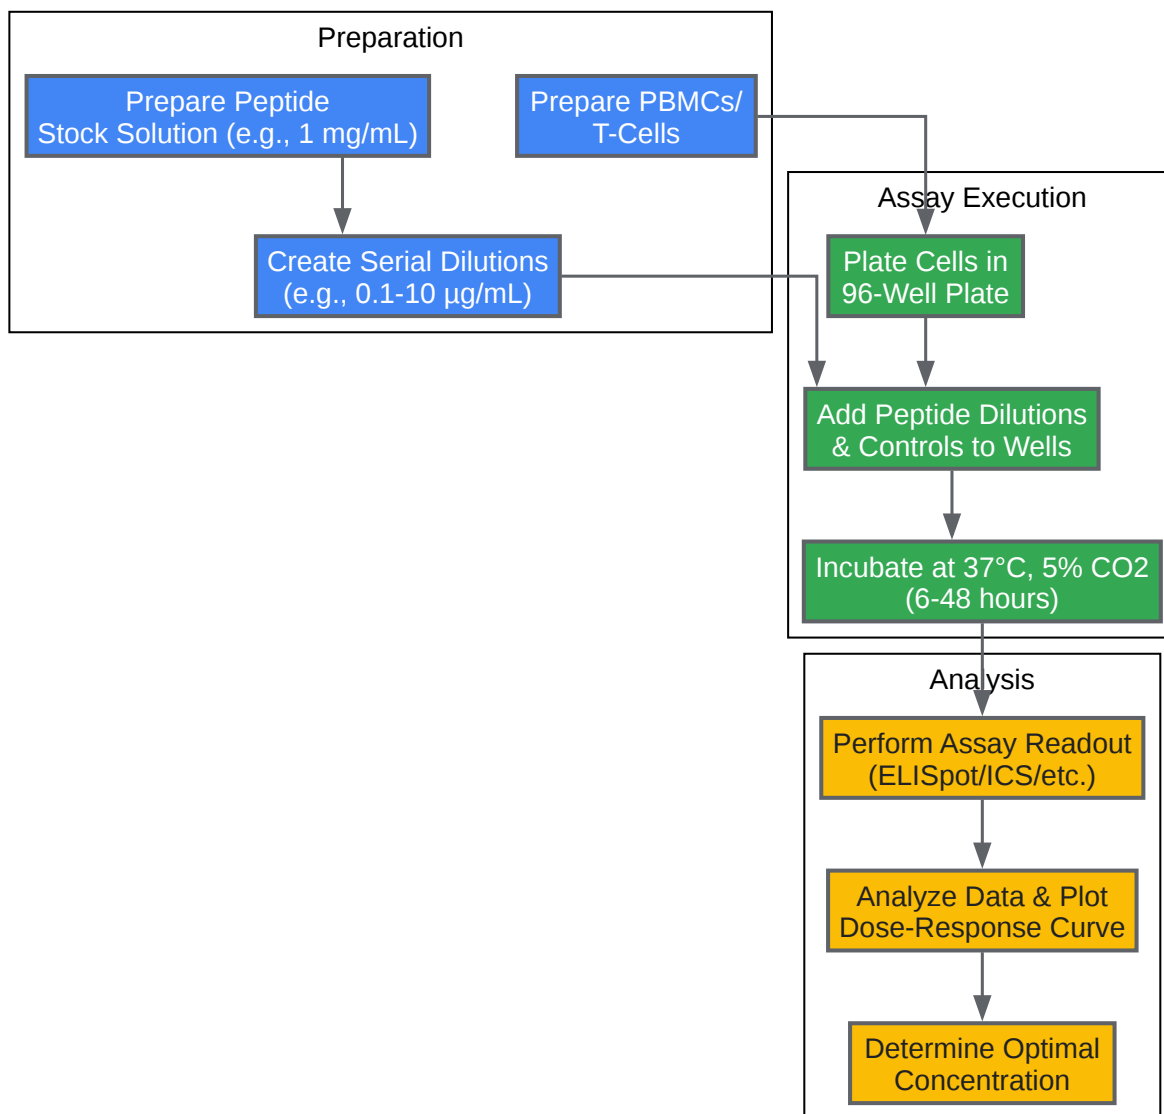 Preparation
Prepare Peptide
Stock Solution (e.g., 1 mg/mL)
Prepare PBMCs/
T-Cells
Create Serial Dilutions
(e.g., 0.1-10 µg/mL)
Assay Execution
Plate Cells in
96-Well Plate
Add Peptide Dilutions
& Controls to Wells
Incubate at 37°C, 5% CO2
(6-48 hours)
Analysis
Perform Assay Readout
(ELISpot/ICS/etc.)
Analyze Data & Plot
Dose-Response Curve
Determine Optimal
Concentration